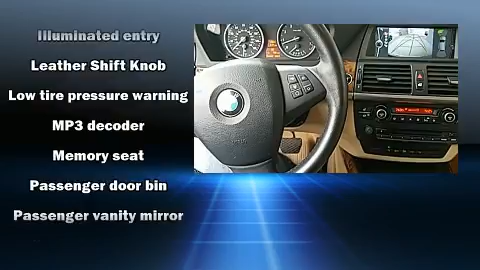 Illuminated entry
Leather Shift Knob
Low tire pressure warning
MP3 decoder
Memory seat
Passenger door bin
Passenger vanity mirror